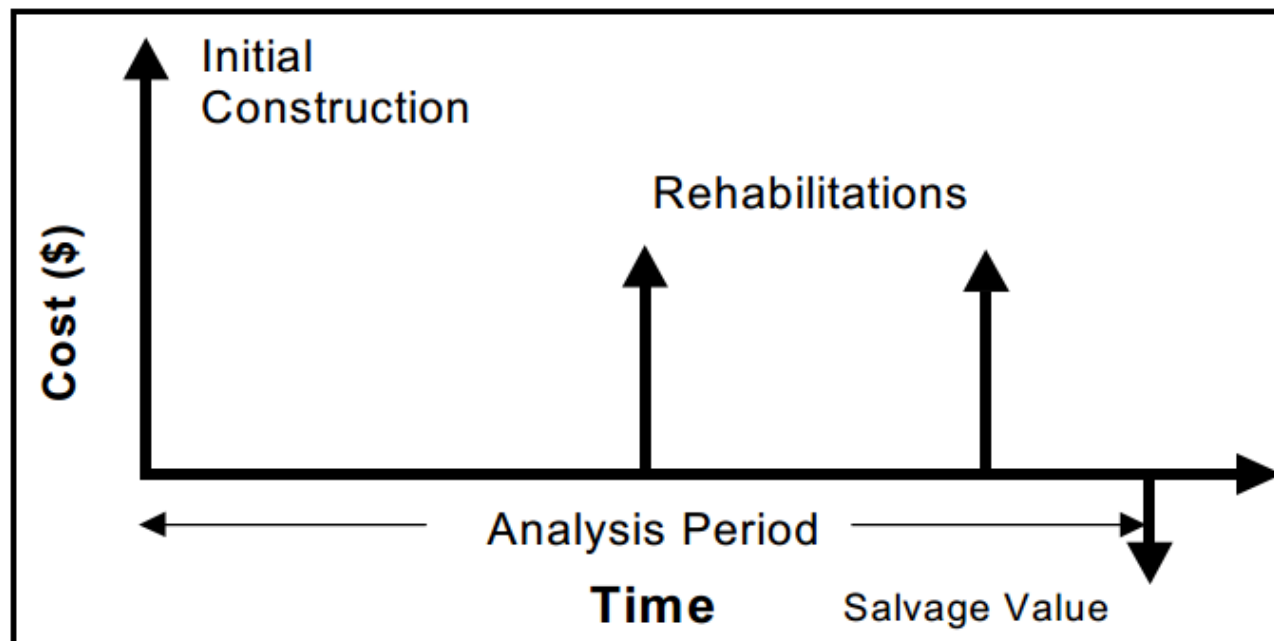 Initial
Construction
Rehabilitations
Cost ($)
Analysis Period
Time
Salvage Value